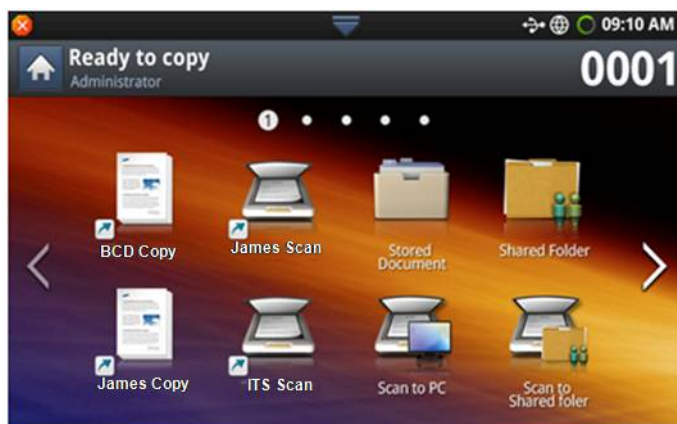 09:10 AM
Ready to copy
Administrator
0001
1
BCD Copy
James Scan
Stored
Document
Shared Folder
James Copy
ITS Scan
Scan to PC
Scan to
Shared foler